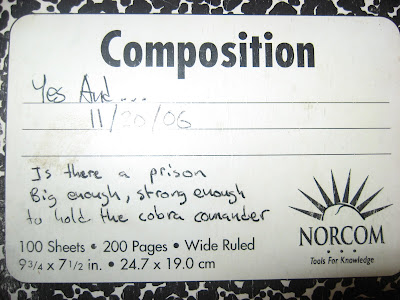 Composition
Yes And...
11/20/06
Is there a prison
Big enough, strong enough
to hold the cobra comander
100 Sheets • 200 Pages • Wide Ruled
9 3/4 x 7 1/2 in. • 24.7 x 19.0 cm
NORCOM
Tools For Knowledge